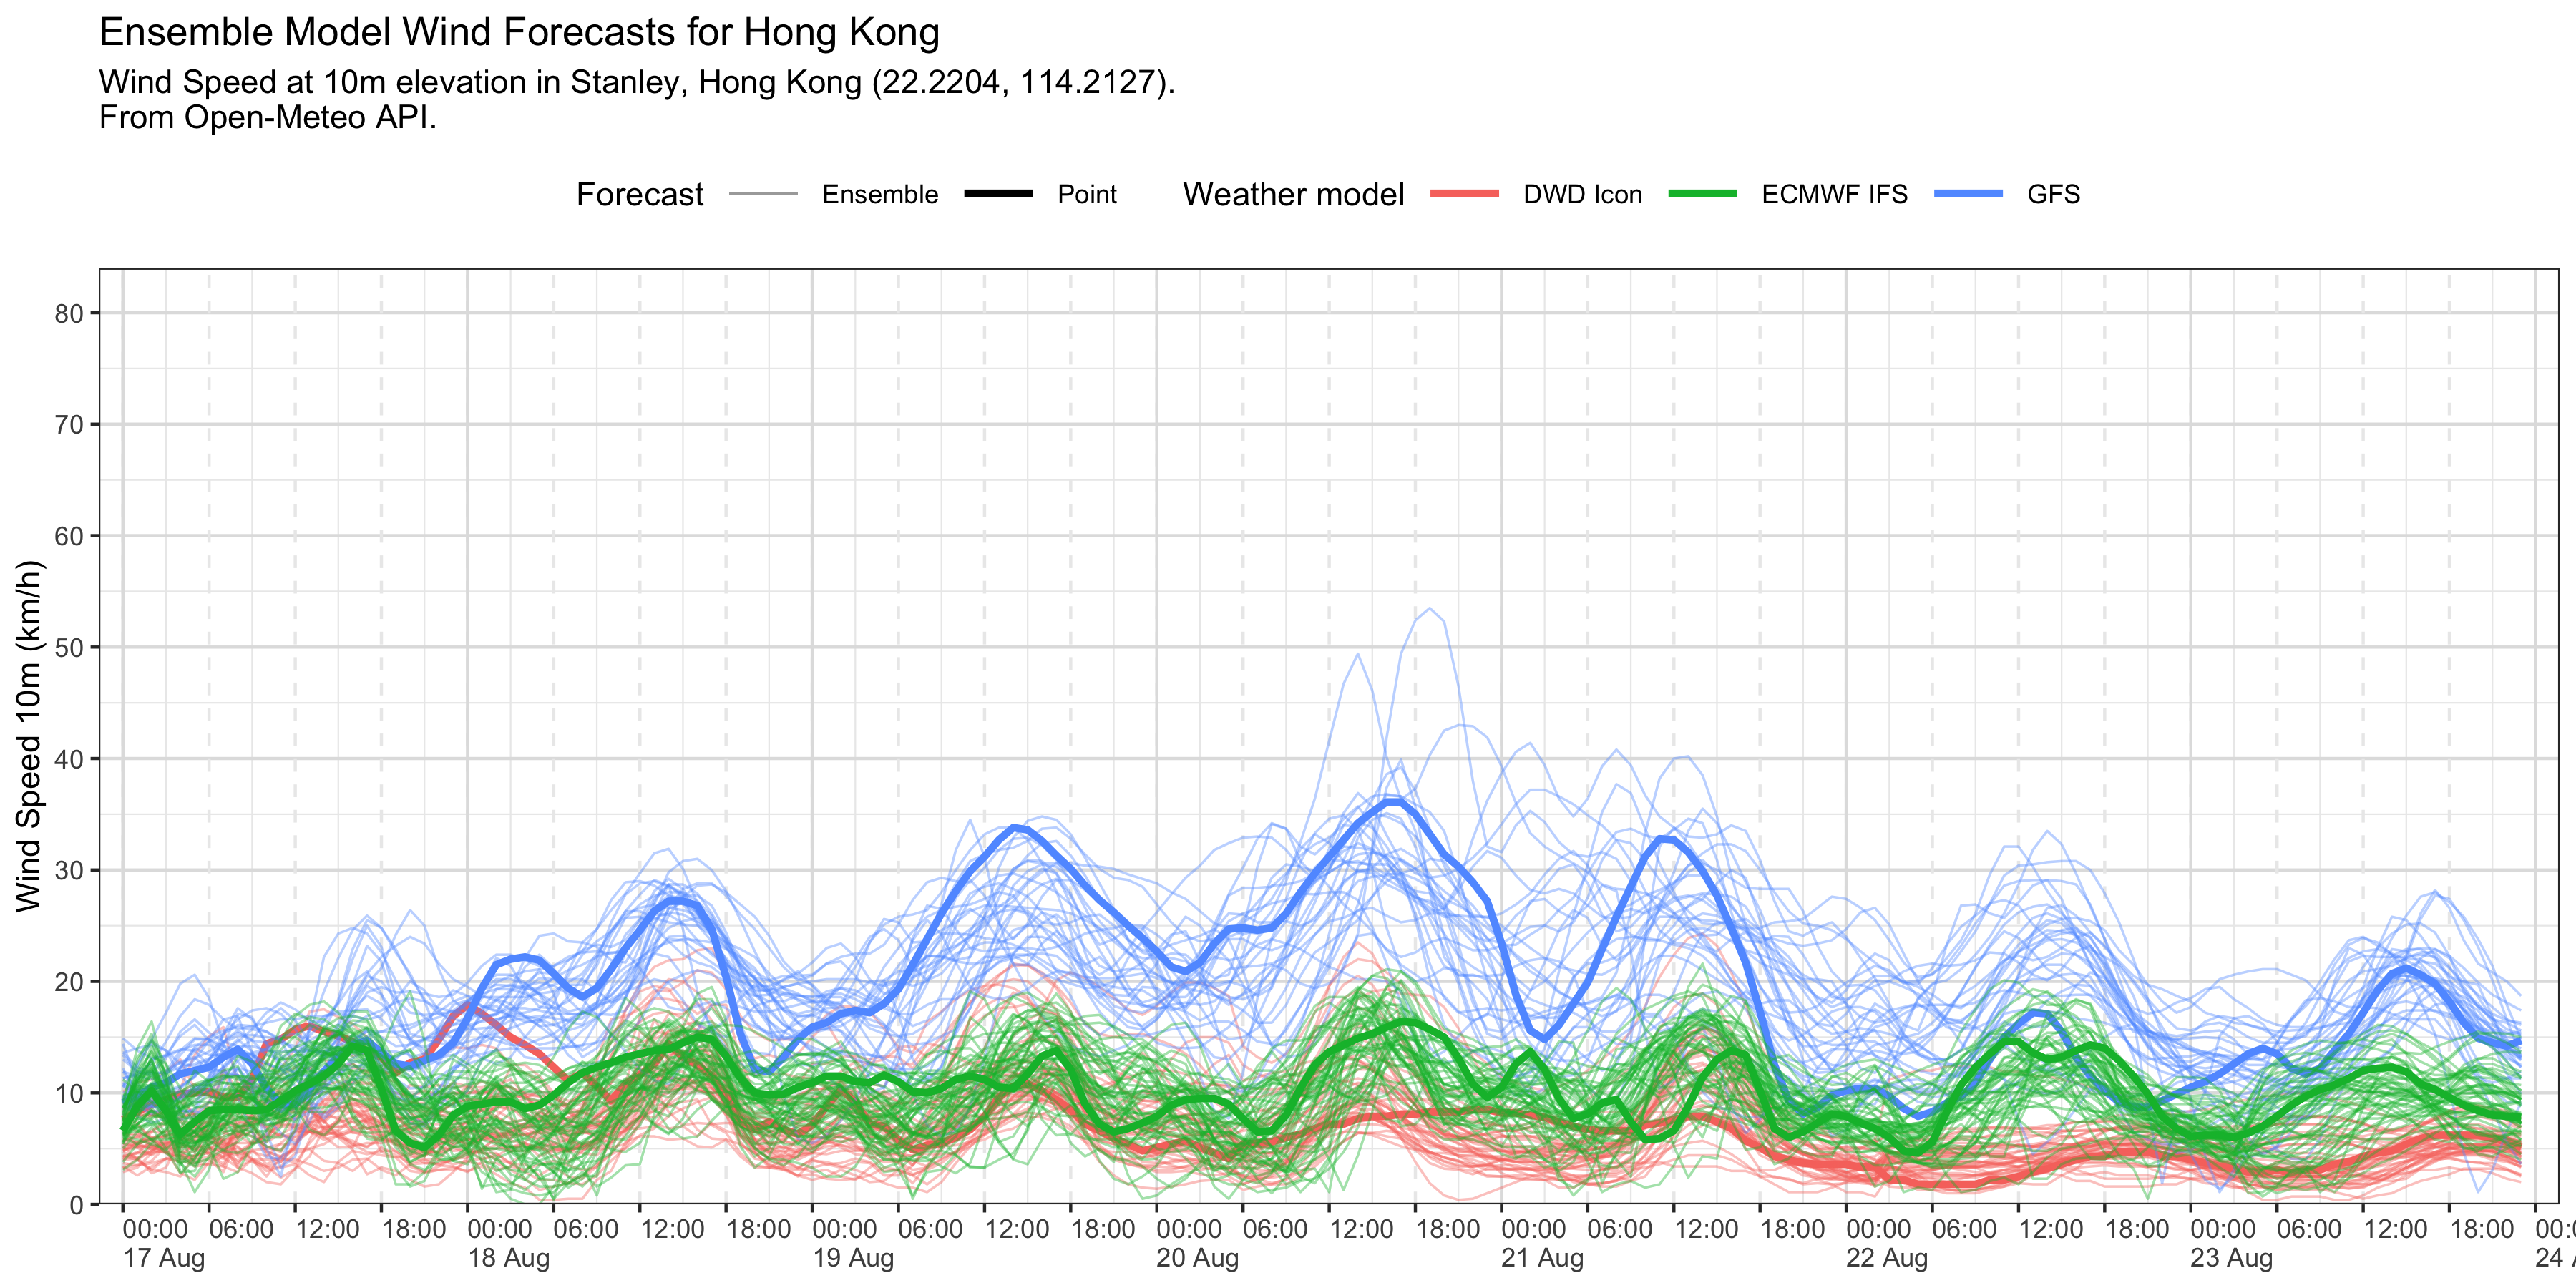 Ensemble Model Wind Forecasts for Hong Kong
Wind Speed at 10m elevation in Stanley, Hong Kong (22.2204, 114.2127).
From Open-Meteo API.
Forecast Ensemble Point Weather model DWD Icon ECMWF IFS GFS
Wind Speed 10m (km/h)
80
70
60
50
40
30
20
10
0
00:00 06:00 12:00 18:00 00:00 06:00 12:00 18:00 00:00 06:00 12:00 18:00 00:00 06:00 12:00 18:00 00:00 06:00 12:00 18:00 00:00 06:00 12:00 18:00 00:00 06:00 12:00 18:00
17 Aug 18 Aug 19 Aug 20 Aug 21 Aug 22 Aug 23 Aug 24